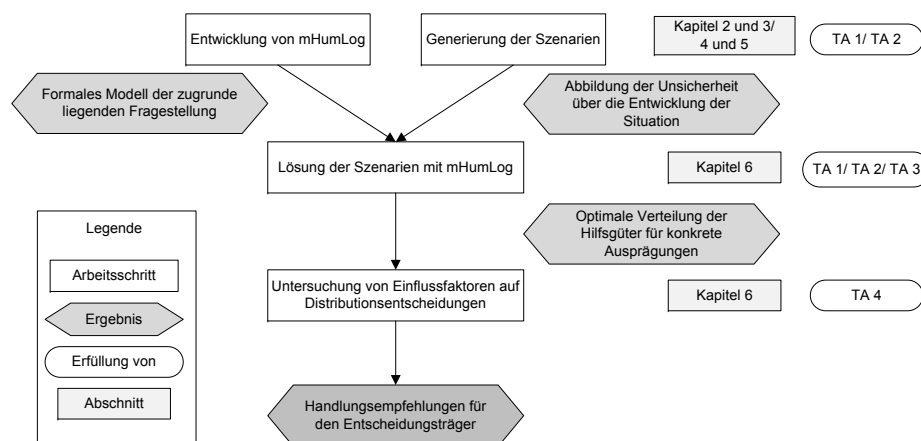 Entwicklung von mHumLog
Generierung der Szenarien
Kapitel 2 und 3/
4 und 5
TA 1/ TA 2
Formales Modell der zugrunde
liegenden Fragestellung
Abbildung der Unsicherheit
über die Entwicklung der
Situation
Lösung der Szenarien mit mHumLog
Kapitel 6
TA 1/ TA 2/ TA 3
Optimale Verteilung der
Hilfsgüter für konkrete
Ausprägungen
Untersuchung von Einflussfaktoren auf
Distributionsentscheidungen
Kapitel 6
TA 4
Handlungsempfehlungen für
den Entscheidungsträger
Legende
Arbeitsschritt
Ergebnis
Erfüllung von
Abschnitt